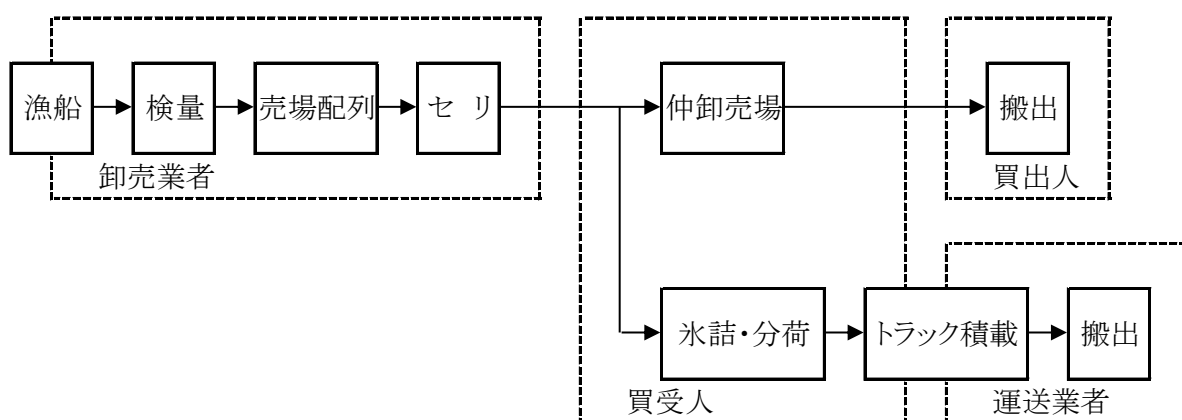 漁船
検量
売場配列
セ リ
卸売業者
仲卸売場
搬出
買出人
氷詰・分荷
トラック積載
搬出
買受人
運送業者